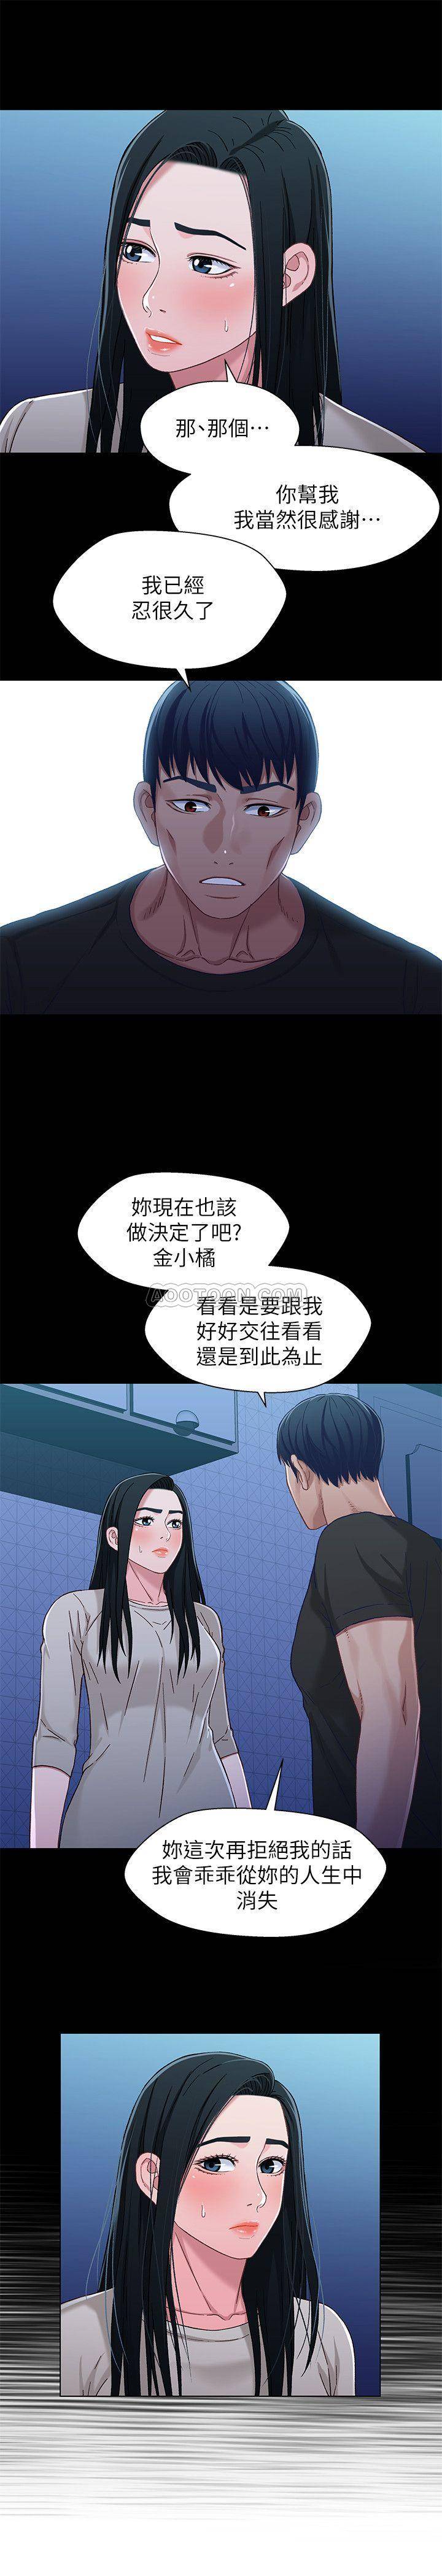 那、那個…
你幫我
我當然很感謝…
我已經
忍很久了
妳現在也該
做決定了吧?
金小橘
AOOTOON.COM
看看是要跟我
好好交往看看
還是到此為止
妳這次再拒絕我的話
我會乖乖從妳的人生中
消失